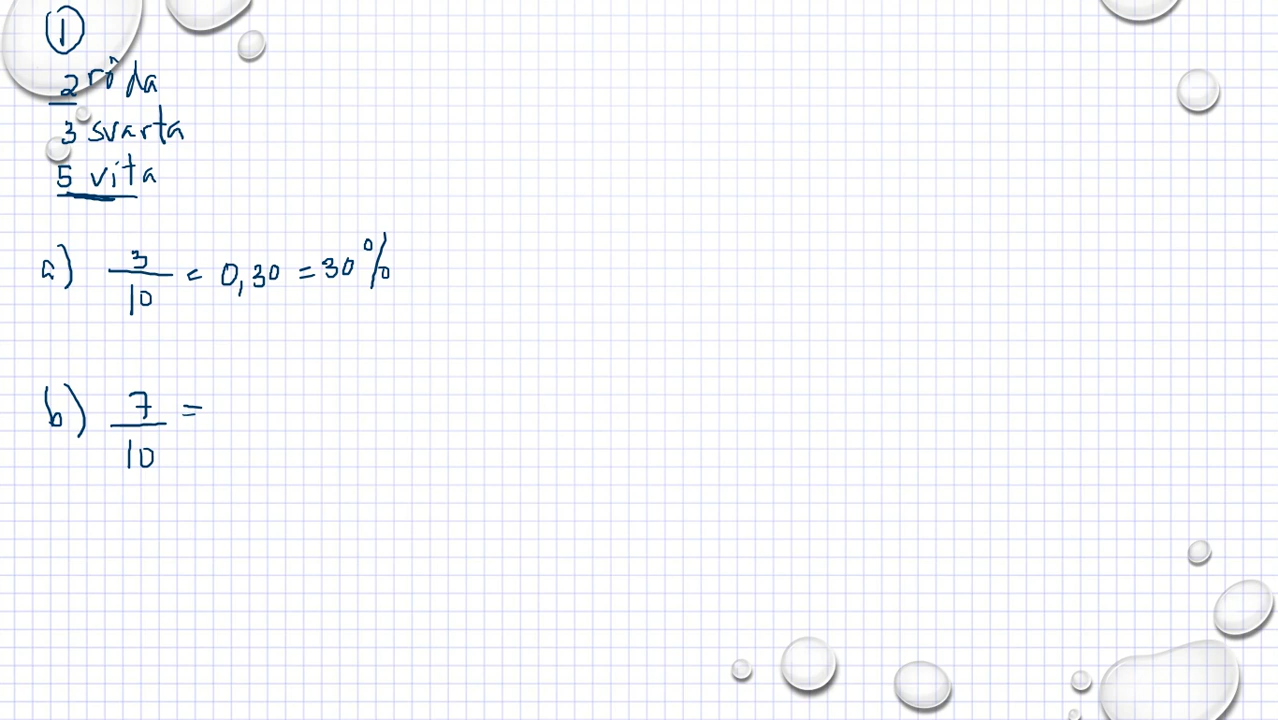 1
2 röda
3 svarta
5 vita
a) 3/10 = 0,30 = 30%
b) 7/10 =